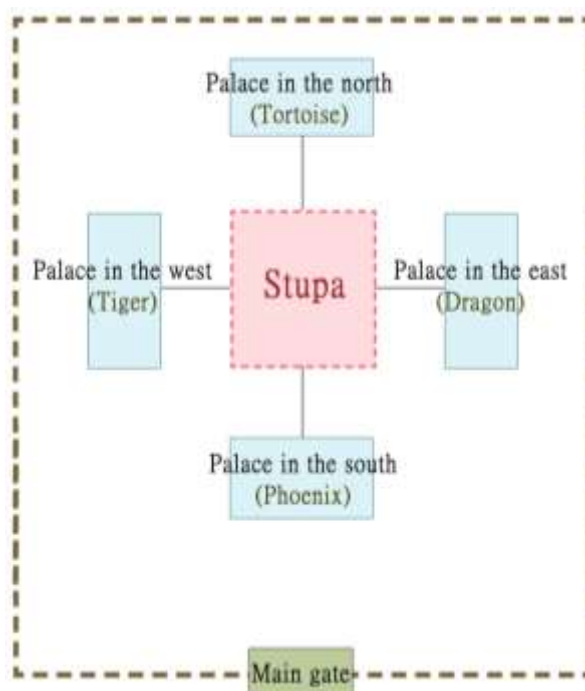 Palace in the north
(Tortoise)
Palace in the west
(Tiger)
Stupa
Palace in the east
(Dragon)
Palace in the south
(Phoenix)
Main gate